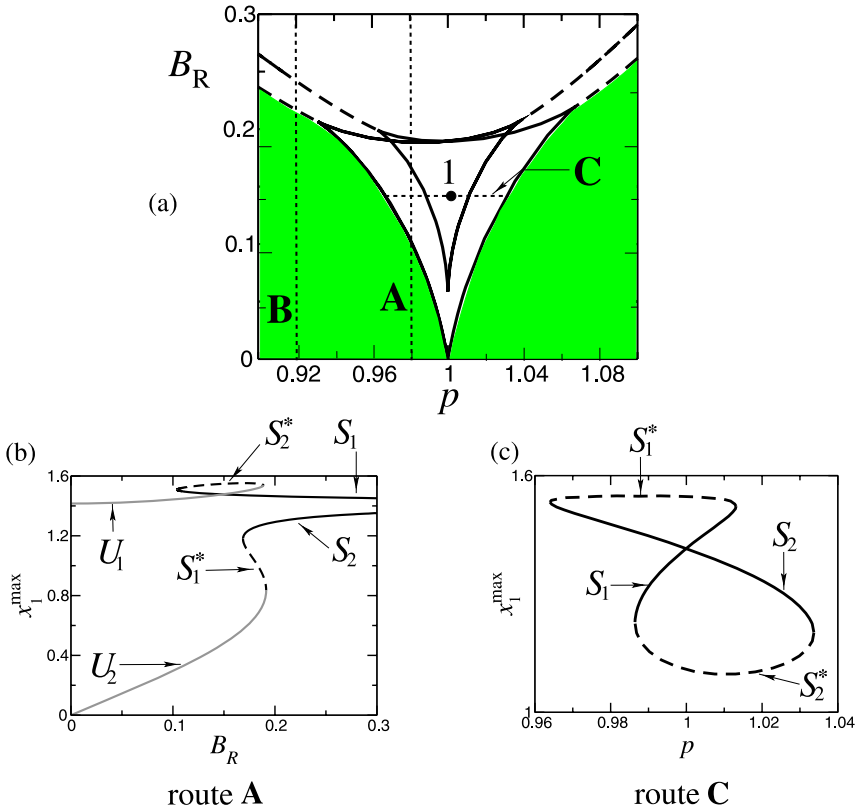 0.3
B_R
0.2
1
C
(a)
0.1
B
A
0
0.92
0.96
1
1.04
1.08
p
(b)
S_2^*
S_1
1.6
1.2
U_1
S_2
S_1^*
x_1^max
0.8
0.4
U_2
0
0
0.1
0.2
0.3
B_R
route A
(c)
S_1^*
1.6
S_2
x_1^max
S_1
S_2^*
1
0.96
0.98
1
1.02
1.04
p
route C